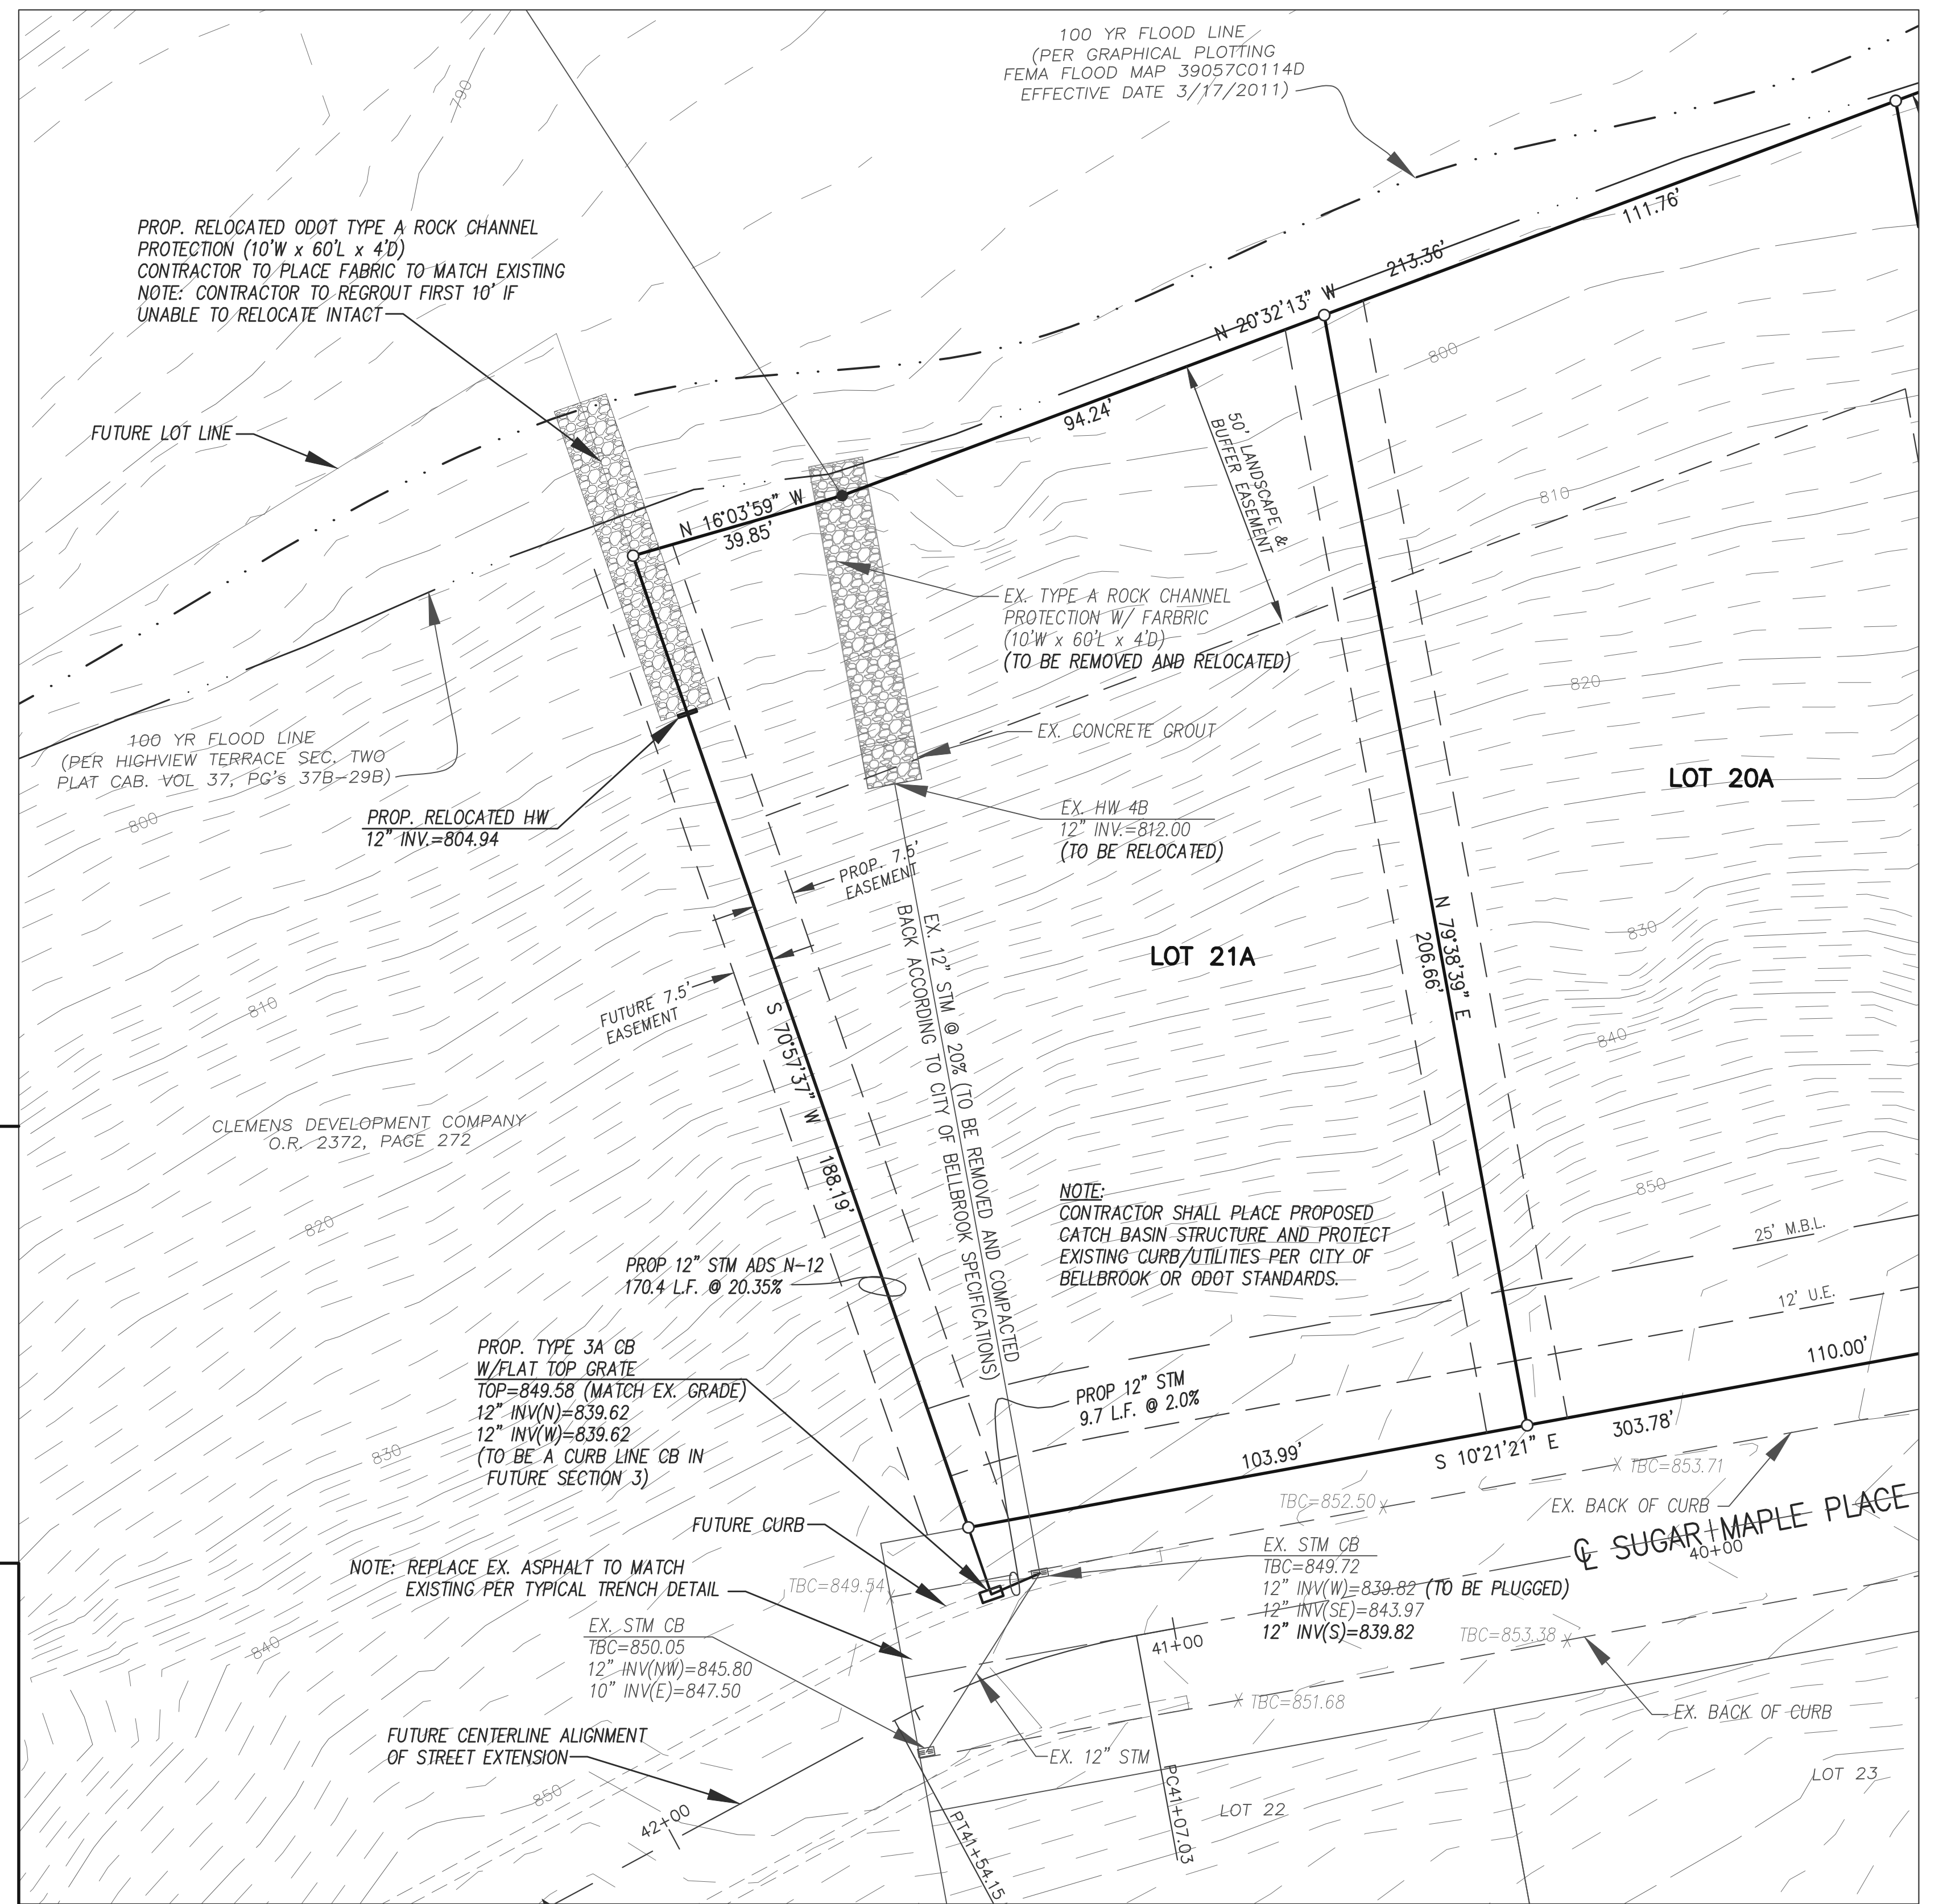 100 YR FLOOD LINE
(PER GRAPHICAL PLOTTING
FEMA FLOOD MAP 39057C0114D
EFFECTIVE DATE 3/17/2011)
790
PROP. RELOCATED ODOT TYPE A ROCK CHANNEL
PROTECTION (10'W x 60'L x 4'D)
CONTRACTOR TO PLACE FABRIC TO MATCH EXISTING
NOTE: CONTRACTOR TO REGROUT FIRST 10' IF
UNABLE TO RELOCATE INTACT
111.76'
213.36'
N 20°32'13" W
94.24'
800
FUTURE LOT LINE
50' LANDSCAPE &
BUFFER EASEMENT
810
N 16°03'59" W
39.85'
EX. TYPE A ROCK CHANNEL
PROTECTION W/ FARBRIC
(10'W x 60'L x 4'D)
(TO BE REMOVED AND RELOCATED)
820
EX. CONCRETE GROUT
100 YR FLOOD LINE
(PER HIGHVIEW TERRACE SEC. TWO
PLAT CAB. VOL 37, PG's 37B-29B)
LOT 20A
800
PROP. RELOCATED HW
12" INV.=804.94
EX. HW 4B
12" INV.=812.00
(TO BE RELOCATED)
PROP. 7.5'
EASEMENT
EX. 12" STM @ 20% (TO BE REMOVED AND COMPACTED
BACK ACCORDING TO CITY OF BELLBROOK SPECIFICATIONS)
LOT 21A
N 79°38'39" E
206.66'
830
810
FUTURE 7.5'
EASEMENT
S 70°57'37" W
188.19'
840
CLEMENS DEVELOPMENT COMPANY
O.R. 2372, PAGE 272
820
850
NOTE:
CONTRACTOR SHALL PLACE PROPOSED
CATCH BASIN STRUCTURE AND PROTECT
EXISTING CURB/UTILITIES PER CITY OF
BELLBROOK OR ODOT STANDARDS.
25' M.B.L.
12' U.E.
PROP 12" STM ADS N-12
170.4 L.F. @ 20.35%
PROP. TYPE 3A CB
W/FLAT TOP GRATE
TOP=849.58 (MATCH EX. GRADE)
12" INV(N)=839.62
12" INV(W)=839.62
(TO BE A CURB LINE CB IN
FUTURE SECTION 3)
830
PROP 12" STM
9.7 L.F. @ 2.0%
110.00'
303.78'
103.99'
S 10°21'21" E
X TBC=853.71
TBC=852.50 X
EX. BACK OF CURB
℄ SUGAR MAPLE PLACE
40+00
FUTURE CURB
NOTE: REPLACE EX. ASPHALT TO MATCH
EXISTING PER TYPICAL TRENCH DETAIL
TBC=849.54 X
EX. STM CB
TBC=849.72
12" INV(W)=839.82 (TO BE PLUGGED)
12" INV(SE)=843.97
12" INV(S)=839.82
TBC=853.38 X
EX. STM CB
TBC=850.05
12" INV(NW)=845.80
10" INV(E)=847.50
840
41+00
X TBC=851.68
EX. BACK OF CURB
FUTURE CENTERLINE ALIGNMENT
OF STREET EXTENSION
EX. 12" STM
PC41+07.03
LOT 23
LOT 22
850
42+00
PT41+54.15